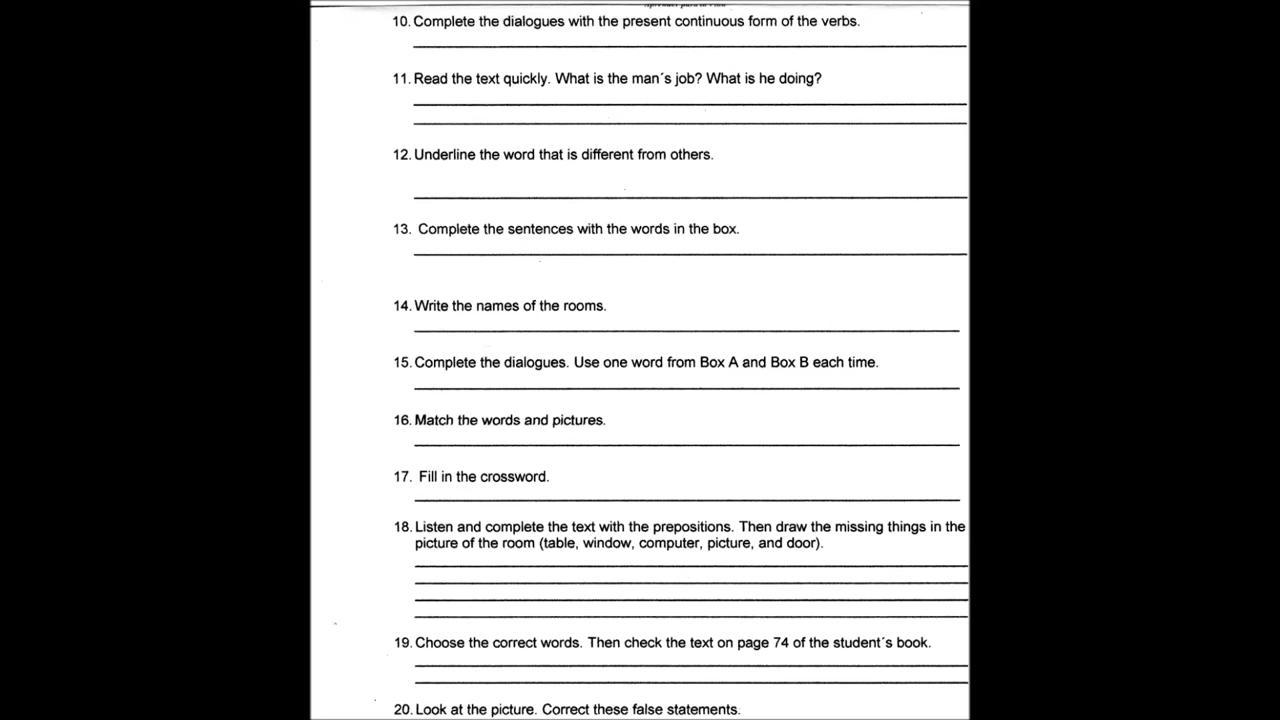 10. Complete the dialogues with the present continuous form of the verbs.
11. Read the text quickly. What is the man´s job? What is he doing?
12. Underline the word that is different from others.
13. Complete the sentences with the words in the box.
14. Write the names of the rooms.
15. Complete the dialogues. Use one word from Box A and Box B each time.
16. Match the words and pictures.
17. Fill in the crossword.
18. Listen and complete the text with the prepositions. Then draw the missing things in the
picture of the room (table, window, computer, picture, and door).
19. Choose the correct words. Then check the text on page 74 of the student´s book.
20. Look at the picture. Correct these false statements.